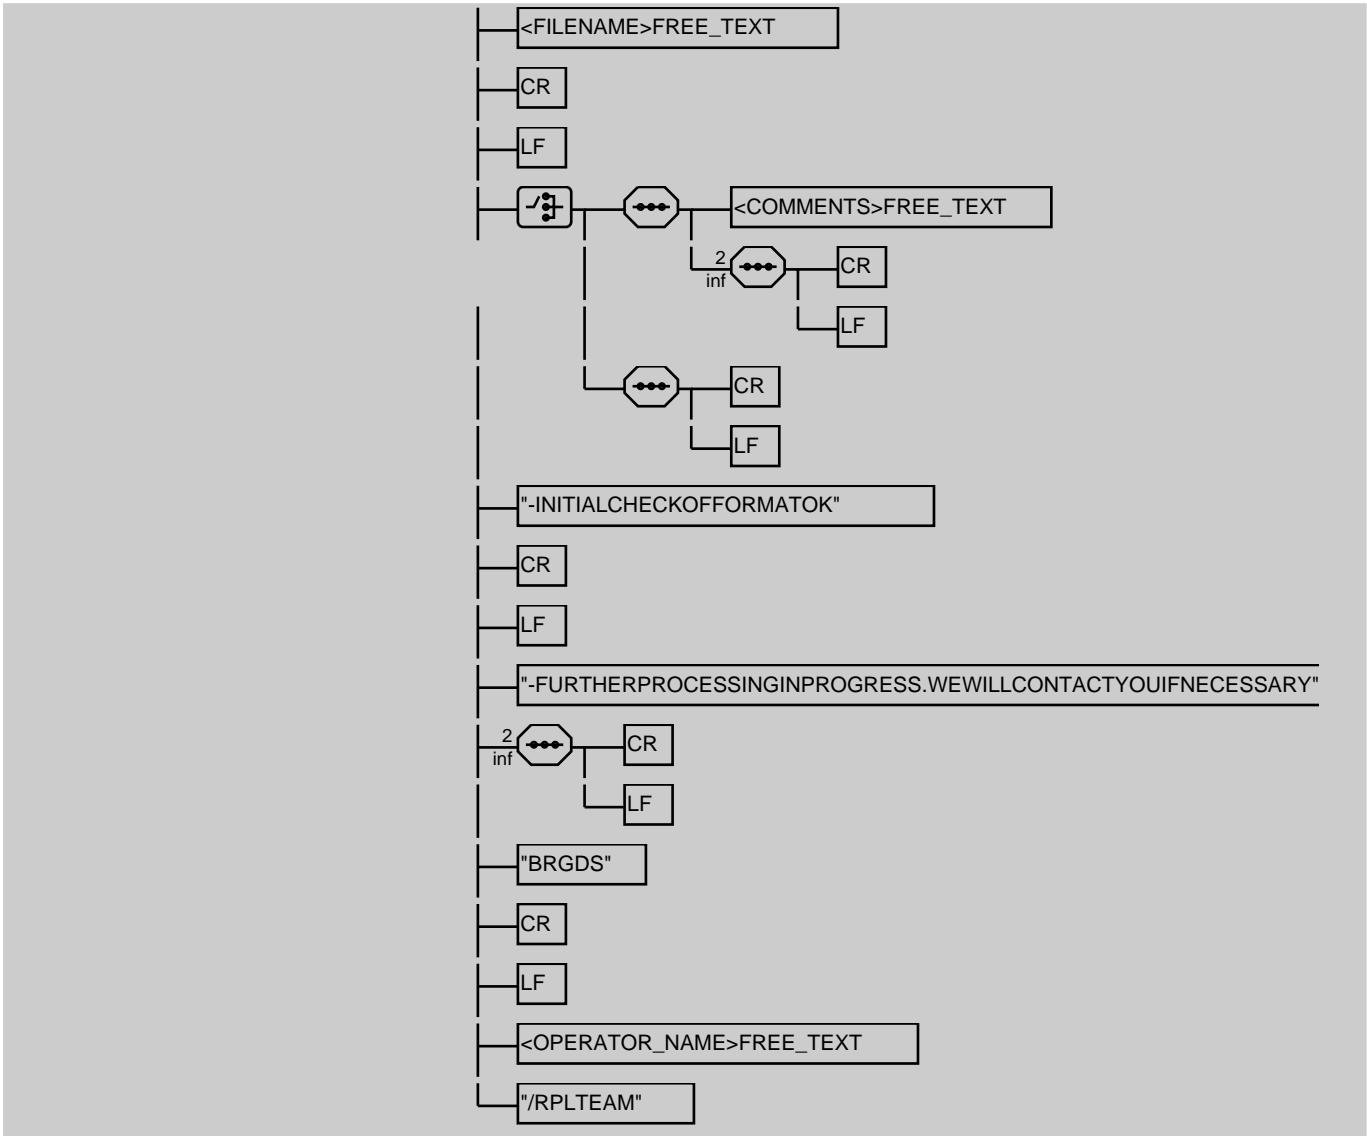 <FILENAME>FREE_TEXT
CR
LF
<COMMENTS>FREE_TEXT
2
inf
CR
LF
CR
LF
"-INITIALCHECKOFFORMATOK"
CR
LF
"-FURTHERPROCESSINGINPROGRESS.WEWILLCONTACTYOUIFNECESSARY"
2
inf
CR
LF
"BRGDS"
CR
LF
<OPERATOR_NAME>FREE_TEXT
"/RPLTEAM"